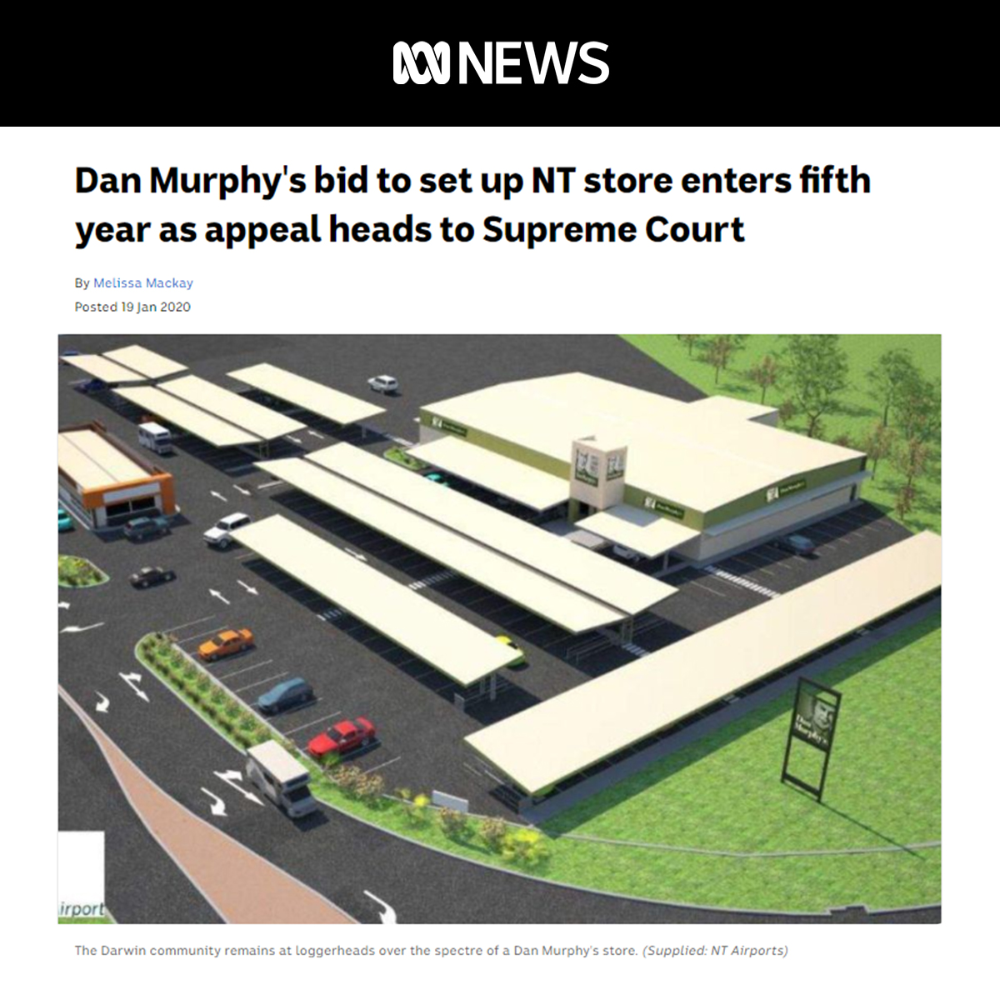 NEWS
Dan Murphy's bid to set up NT store enters fifth
year as appeal heads to Supreme Court
By Melissa Mackay
Posted 19 Jan 2020
Dan
Murphy's
irport
The Darwin community remains at loggerheads over the spectre of a Dan Murphy's store. (Supplied: NT Airports)